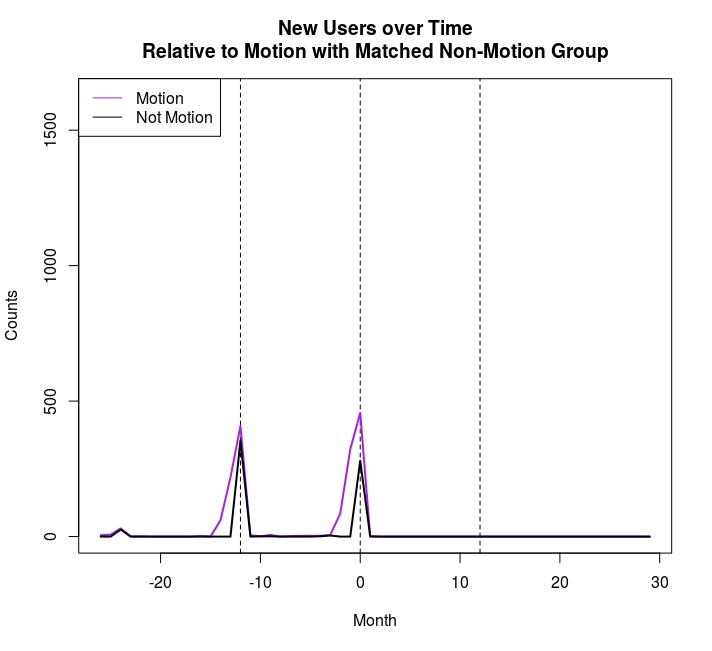 New Users over Time
Relative to Motion with Matched Non-Motion Group
Motion
Not Motion
1500
1000
500
0
Counts
-20 -10 0 10 20 30
Month